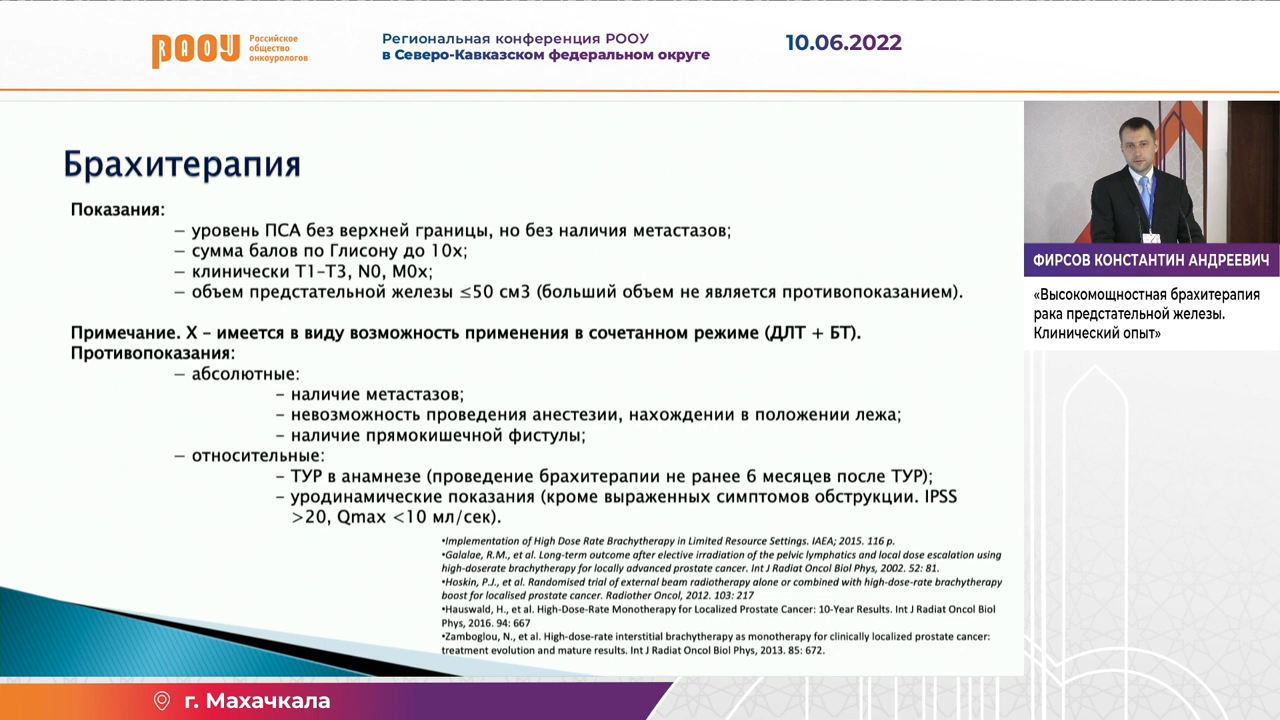 РООУ
Российское
общество
онкоурологов
Региональная конференция РООУ
в Северо-Кавказском федеральном округе
10.06.2022
Брахитерапия
Показания:
– уровень ПСА без верхней границы, но без наличия метастазов;
– сумма балов по Глисону до 10х;
– клинически Т1–Т3, N0, М0х;
– объем предстательной железы ≤50 см3 (больший объем не является противопоказанием).
Примечание. Х – имеется в виду возможность применения в сочетанном режиме (ДЛТ + БТ).
Противопоказания:
– абсолютные:
– наличие метастазов;
– невозможность проведения анестезии, нахождении в положении лежа;
– наличие прямокишечной фистулы;
– относительные:
– ТУР в анамнезе (проведение брахитерапии не ранее 6 месяцев после ТУР);
– уродинамические показания (кроме выраженных симптомов обструкции. IPSS
>20, Qmax <10 мл/сек).
•Implementation of High Dose Rate Brachytherapy in Limited Resource Settings. IAEA; 2015. 116 p.
•Galalae, R.M., et al. Long-term outcome after elective irradiation of the pelvic lymphatics and local dose escalation using
high-doserate brachytherapy for locally advanced prostate cancer. Int J Radiat Oncol Biol Phys, 2002. 52: 81.
•Hoskin, P.J., et al. Randomised trial of external beam radiotherapy alone or combined with high-dose-rate brachytherapy
boost for localised prostate cancer. Radiother Oncol, 2012. 103: 217
•Hauswald, H., et al. High-Dose-Rate Monotherapy for Localized Prostate Cancer: 10-Year Results. Int J Radiat Oncol Biol
Phys, 2016. 94: 667
•Zamboglou, N., et al. High-dose-rate interstitial brachytherapy as monotherapy for clinically localized prostate cancer:
treatment evolution and mature results. Int J Radiat Oncol Biol Phys, 2013. 85: 672.
ФИРСОВ КОНСТАНТИН АНДРЕЕВИЧ
«Высокомощностная брахитерапия
рака предстательной железы.
Клинический опыт»
г. Махачкала